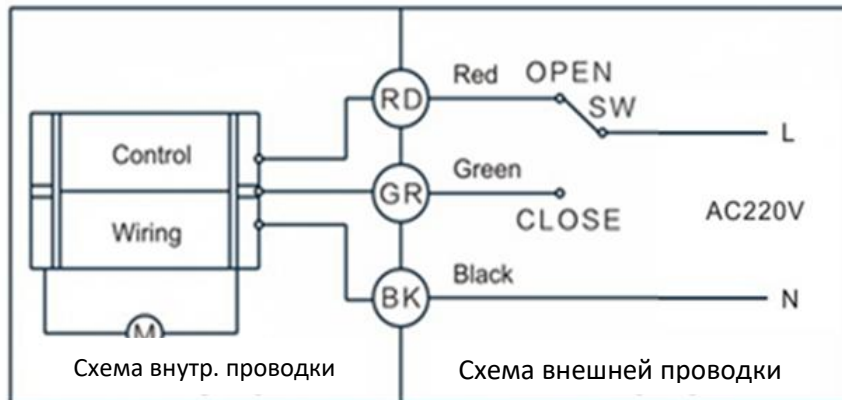 Red
OPEN
RD
SW
L
Control
Green
GR
CLOSE
AC220V
Wiring
Black
BK
N
M
Схема внутр. проводки
Схема внешней проводки